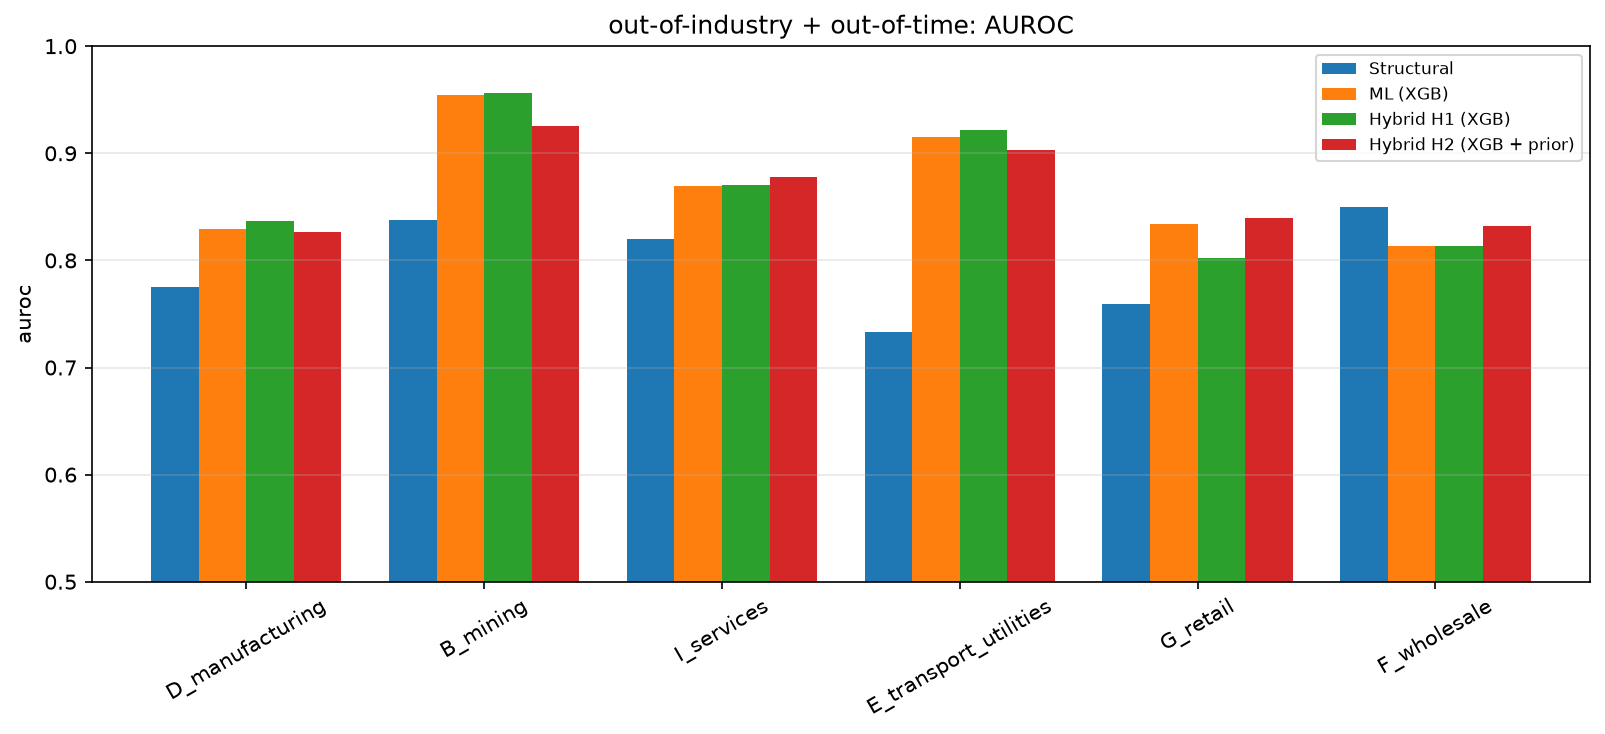 out-of-industry + out-of-time: AUROC
Structural
ML (XGB)
Hybrid H1 (XGB)
Hybrid H2 (XGB + prior)
auroc
1.0
0.9
0.8
0.7
0.6
0.5
D_manufacturing
B_mining
I_services
E_transport_utilities
G_retail
F_wholesale